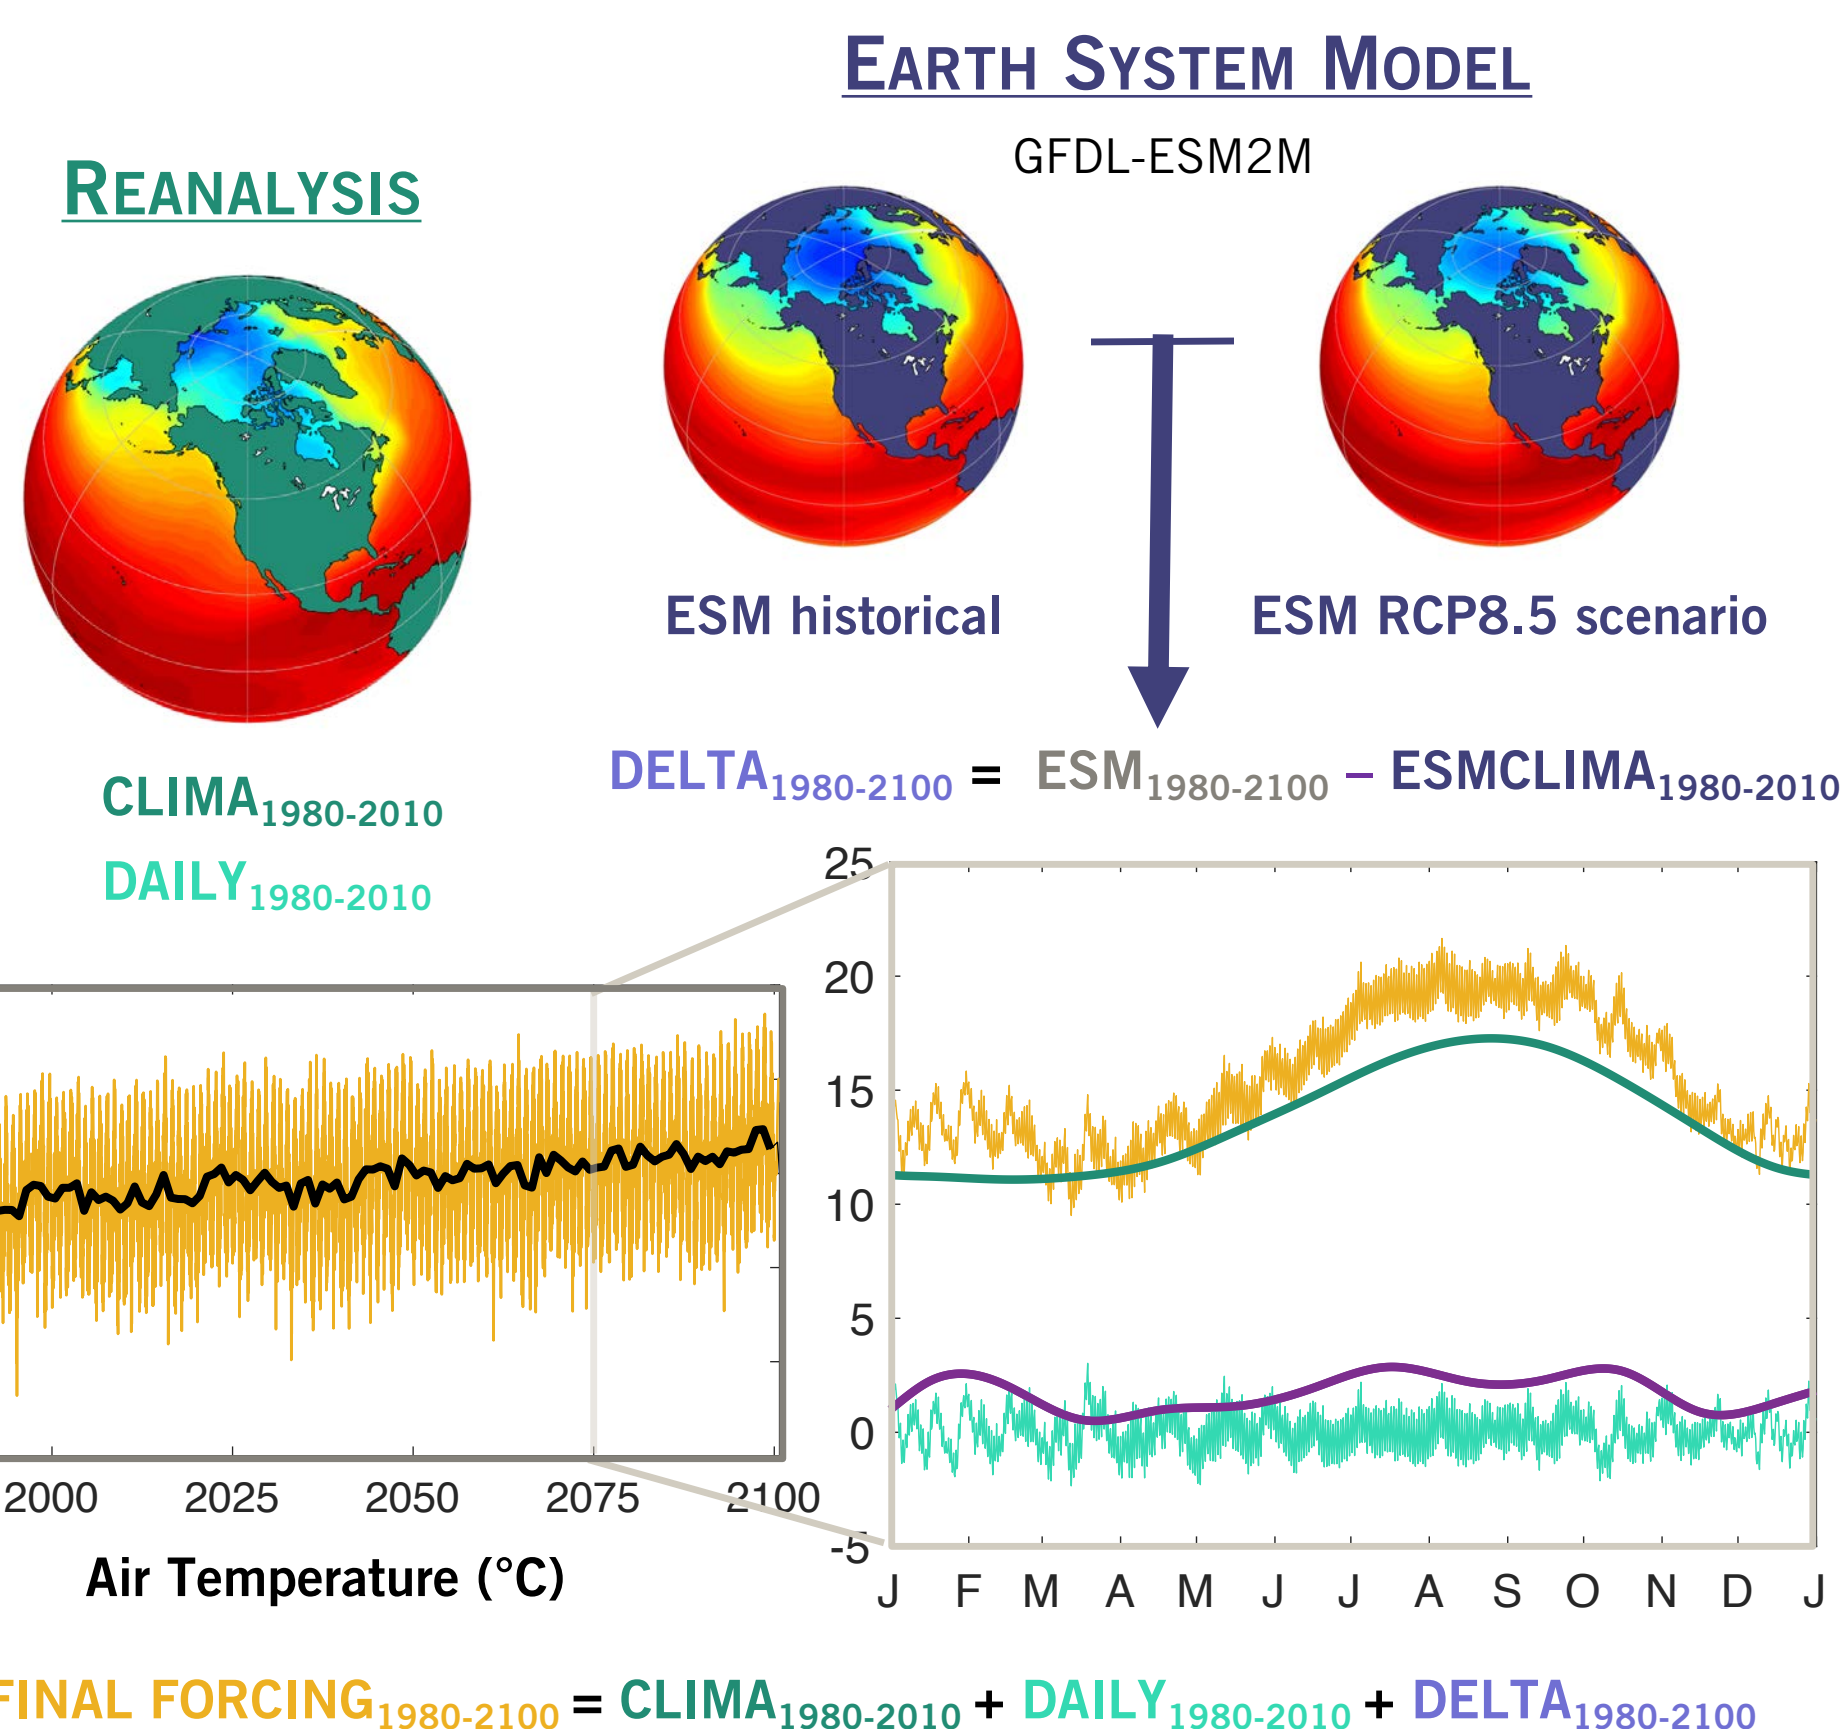 EARTH SYSTEM MODEL
GFDL-ESM2M
REANALYSIS
ESM historical
ESM RCP8.5 scenario
DELTA1980-2100 = ESM1980-2100 – ESMCLIMA1980-2010
CLIMA1980-2010
DAILY1980-2010
25
20
15
10
5
0
-5
J F M A M J J A S O N D J
2000 2025 2050 2075 2100
Air Temperature (°C)
FINAL FORCING1980-2100 = CLIMA1980-2010 + DAILY1980-2010 + DELTA1980-2100